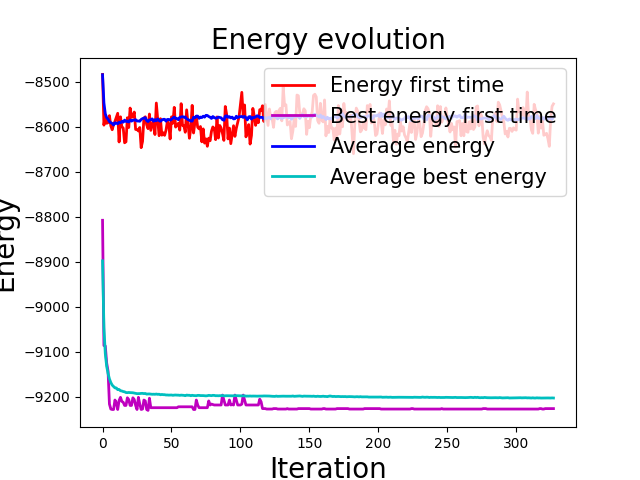 Energy evolution
Energy first time
Best energy first time
Average energy
Average best energy
Energy
−8500
−8600
−8700
−8800
−8900
−9000
−9100
−9200
0 50 100 150 200 250 300
Iteration